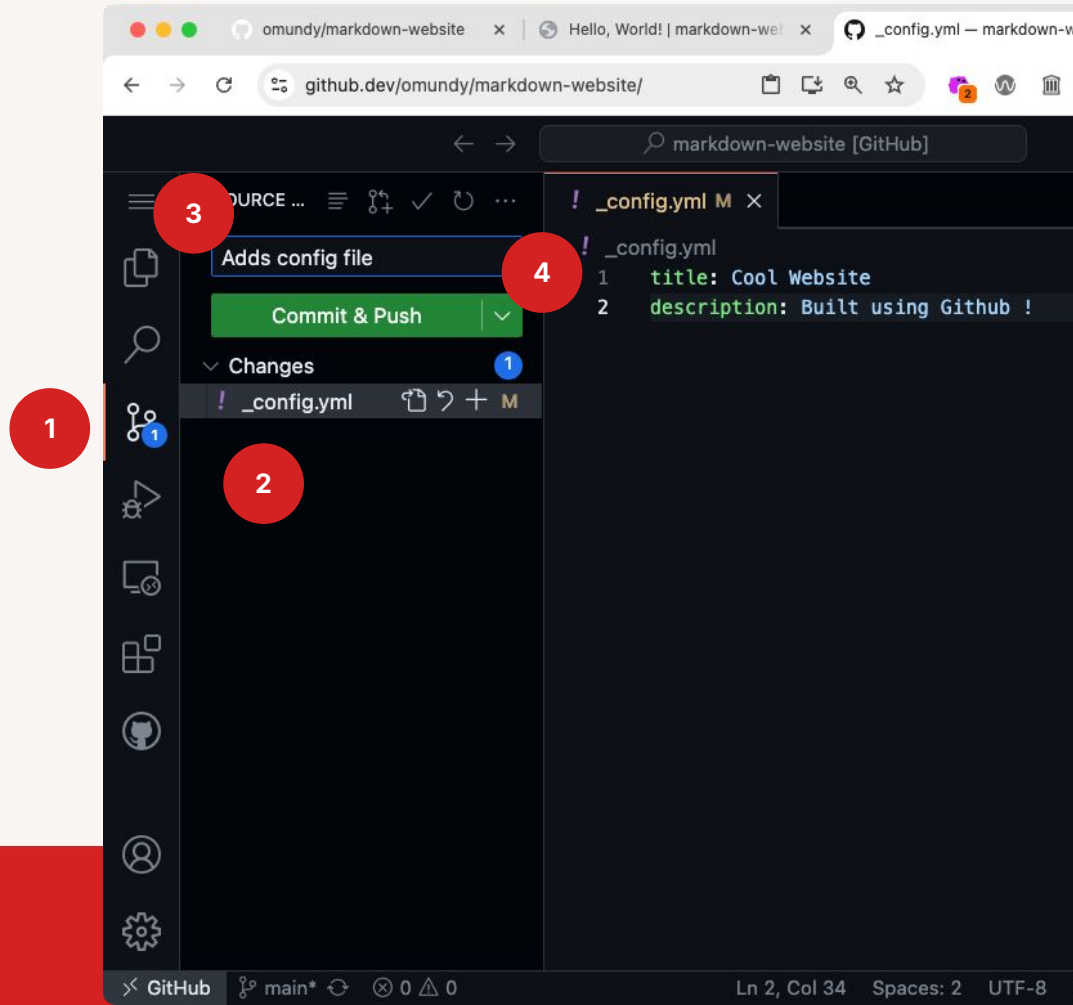 omundy/markdown-website
Hello, World! | markdown-we
_config.yml — markdown-w
github.dev/omundy/markdown-website/
2
markdown-website [GitHub]
3
OURCE ...
_config.yml M
Adds config file
4
_config.yml
1 title: Cool Website
Commit & Push
2 description: Built using Github !
Changes
1
_config.yml
M
1
1
2
GitHub
main*
0
0
Ln 2, Col 34
Spaces: 2
UTF-8